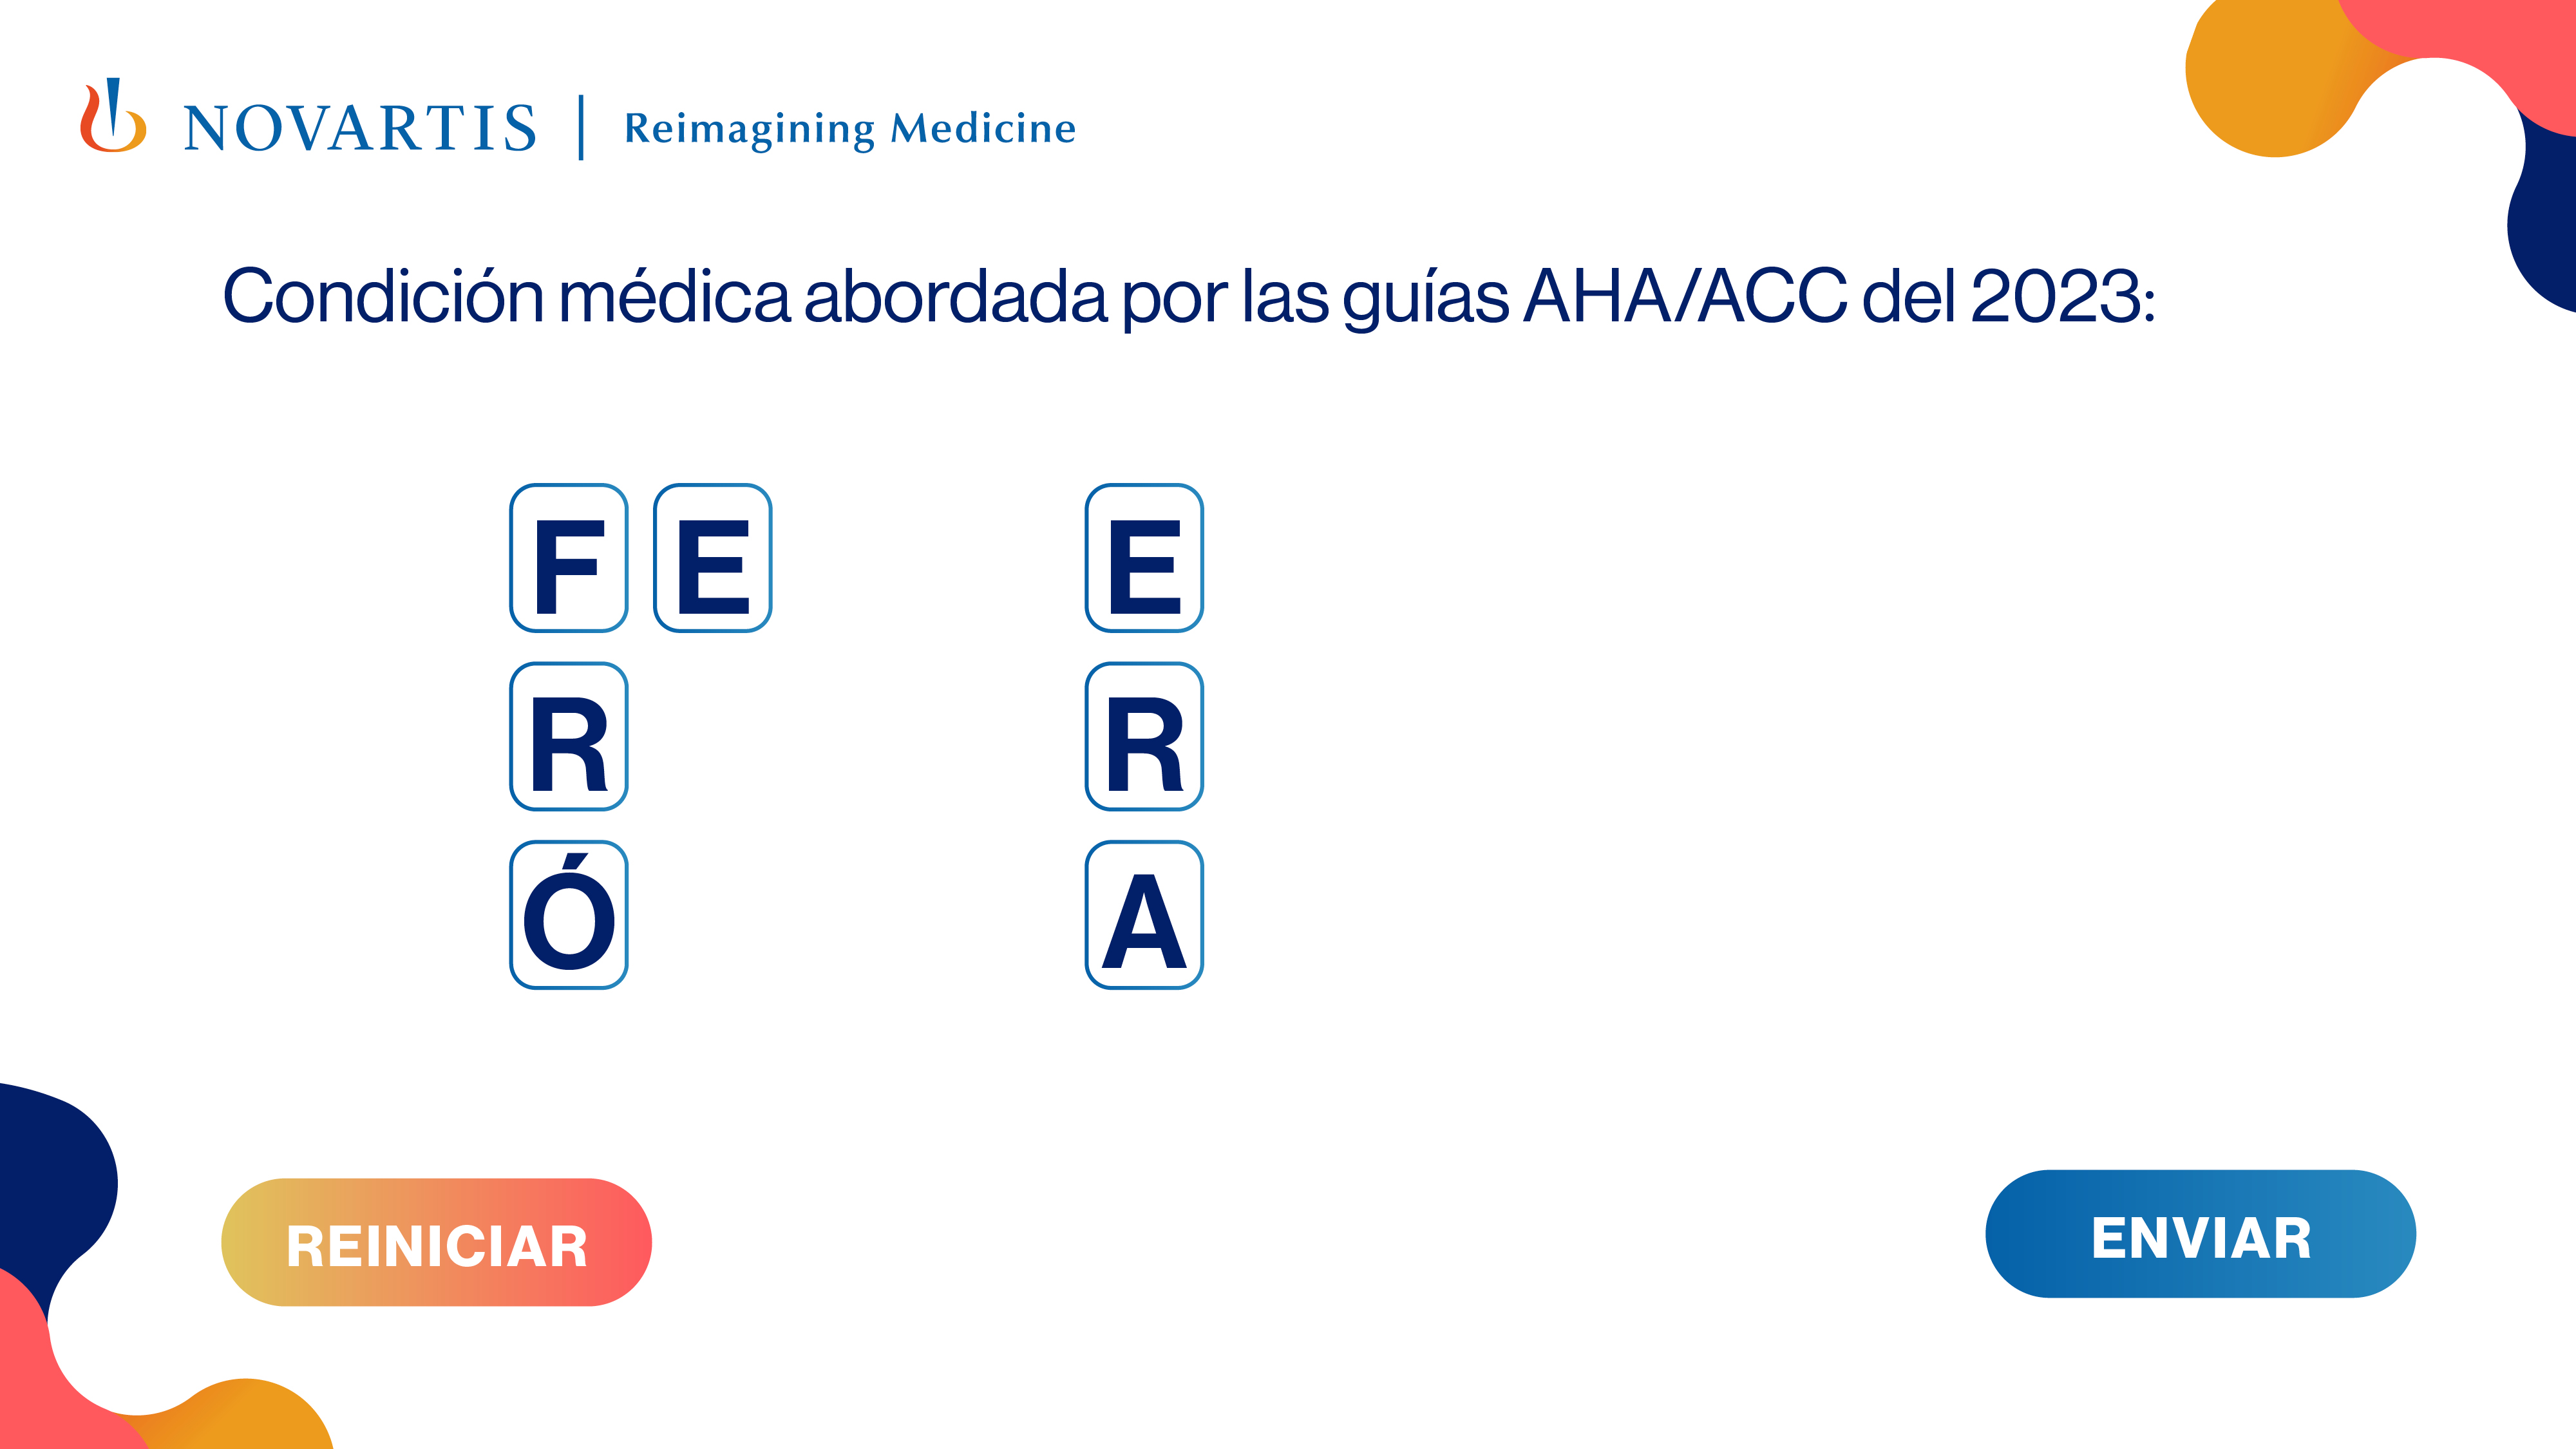 NOVARTIS | Reimagining Medicine
Condición médica abordada por las guías AHA/ACC del 2023:
F E E
R R
Ó A
REINICIAR
ENVIAR